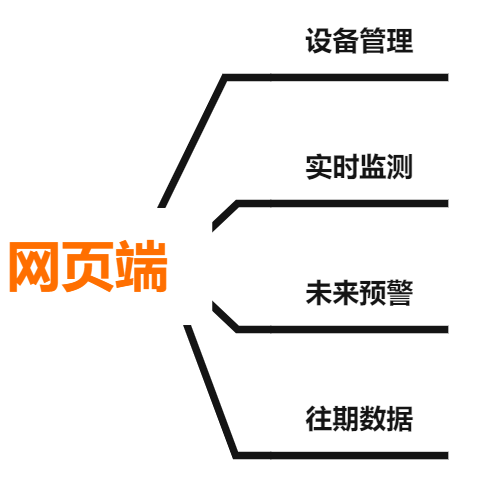 设备管理
实时监测
网页端
未来预警
往期数据